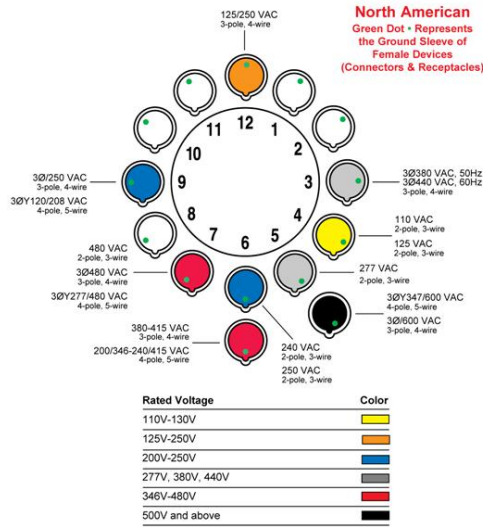 125/250 VAC
3-pole, 4-wire
North American
Green Dot • Represents
the Ground Sleeve of
Female Devices
(Connectors & Receptacles)
12
11
1
10
2
9
3
8
4
7
5
6
3Ø/250 VAC
3-pole, 4-wire
3ØY120/208 VAC
4-pole, 5-wire
3Ø380 VAC, 50Hz
3Ø440 VAC, 60Hz
3-pole, 4-wire
110 VAC
2-pole, 3-wire
125 VAC
2-pole, 3-wire
480 VAC
2-pole, 3-wire
3Ø480 VAC
3-pole, 4-wire
3ØY277/480 VAC
4-pole, 5-wire
277 VAC
2-pole, 3-wire
3ØY347/600 VAC
4-pole, 5-wire
3Ø/600 VAC
3-pole, 4-wire
380-415 VAC
3-pole, 4-wire
200/346-240/415 VAC
4-pole, 5-wire
240 VAC
2-pole, 3-wire
250 VAC
2-pole, 3-wire
Rated Voltage Color
110V-130V
125V-250V
200V-250V
277V, 380V, 440V
346V-480V
500V and above